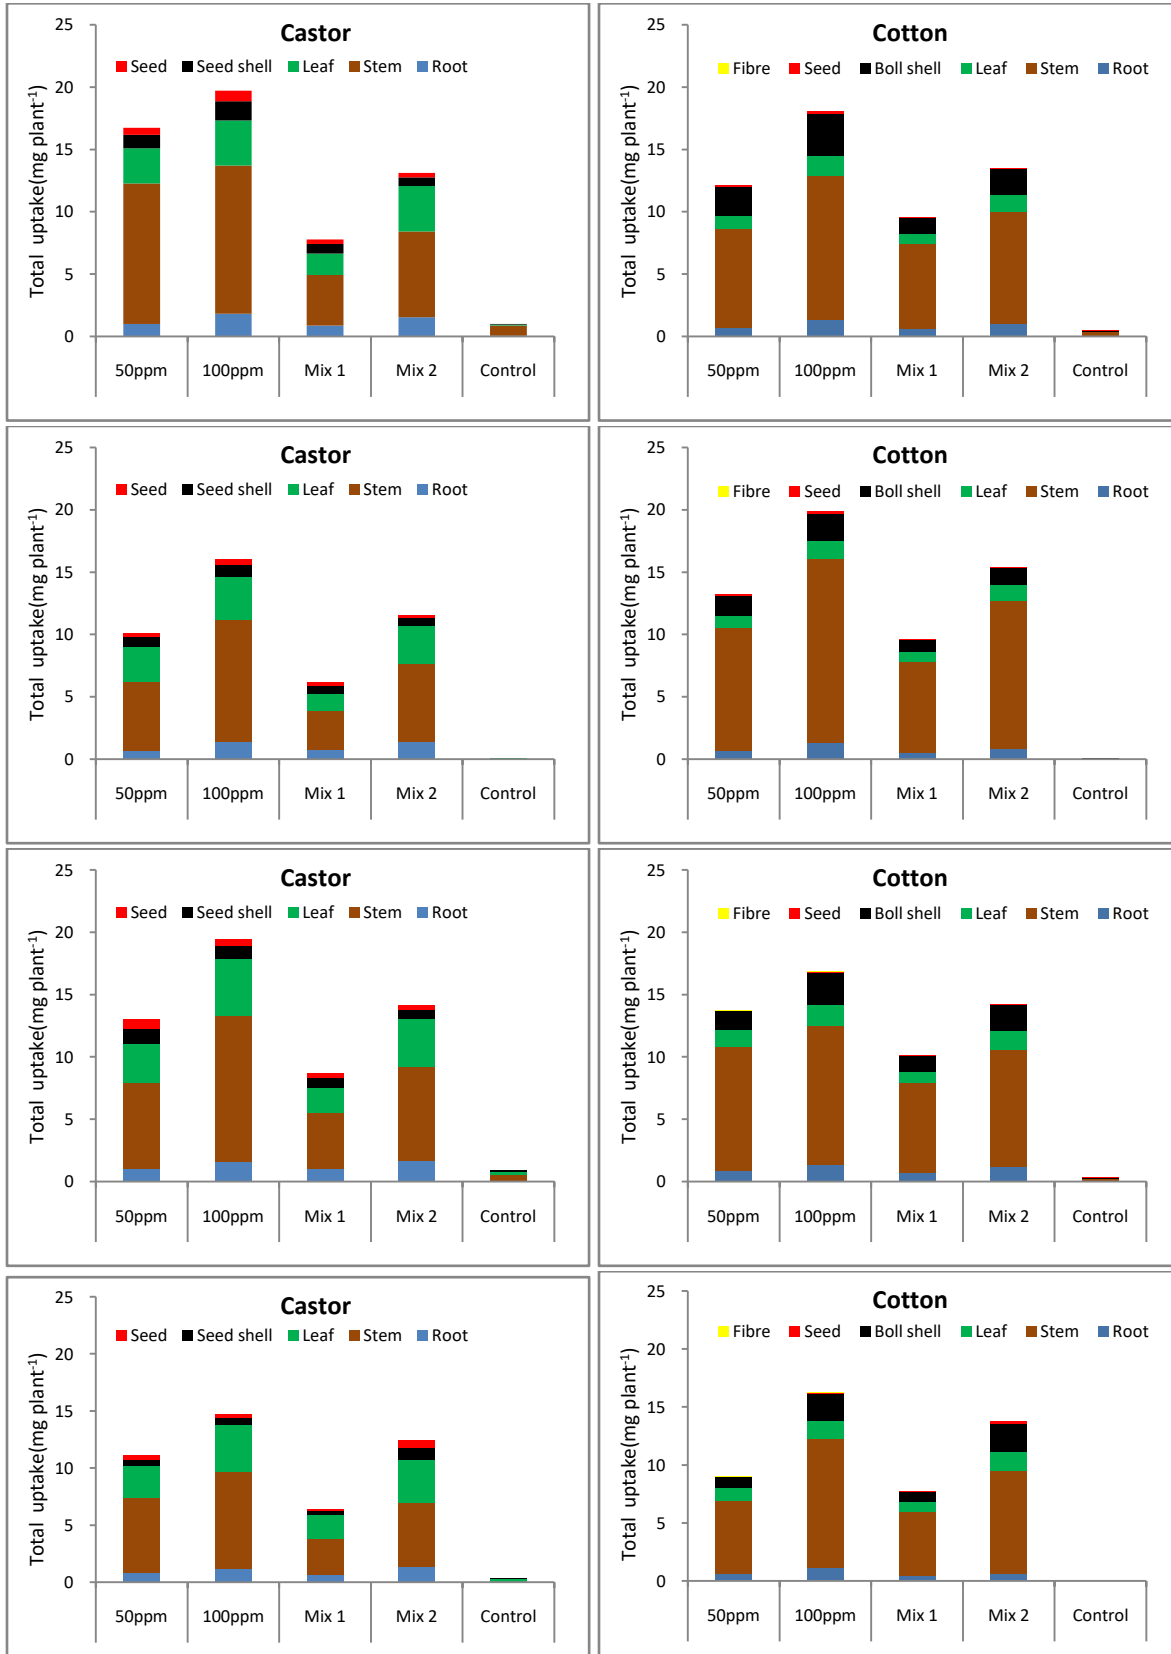 Castor
Seed Seed shell Leaf Stem Root
Total uptake(mg plant-1)
25
20
15
10
5
0
50ppm 100ppm Mix 1 Mix 2 Control
Cotton
Fibre Seed Boll shell Leaf Stem Root
Total uptake(mg plant-1)
25
20
15
10
5
0
50ppm 100ppm Mix 1 Mix 2 Control
Castor
Seed Seed shell Leaf Stem Root
Total uptake(mg plant-1)
25
20
15
10
5
0
50ppm 100ppm Mix 1 Mix 2 Control
Cotton
Fibre Seed Boll shell Leaf Stem Root
Total uptake(mg plant-1)
25
20
15
10
5
0
50ppm 100ppm Mix 1 Mix 2 Control
Castor
Seed Seed shell Leaf Stem Root
Total uptake(mg plant-1)
25
20
15
10
5
0
50ppm 100ppm Mix 1 Mix 2 Control
Cotton
Fibre Seed Boll shell Leaf Stem Root
Total uptake(mg plant-1)
25
20
15
10
5
0
50ppm 100ppm Mix 1 Mix 2 Control
Castor
Seed Seed shell Leaf Stem Root
Total uptake(mg plant-1)
25
20
15
10
5
0
50ppm 100ppm Mix 1 Mix 2 Control
Cotton
Fibre Seed Boll shell Leaf Stem Root
Total uptake(mg plant-1)
25
20
15
10
5
0
50ppm 100ppm Mix 1 Mix 2 Control